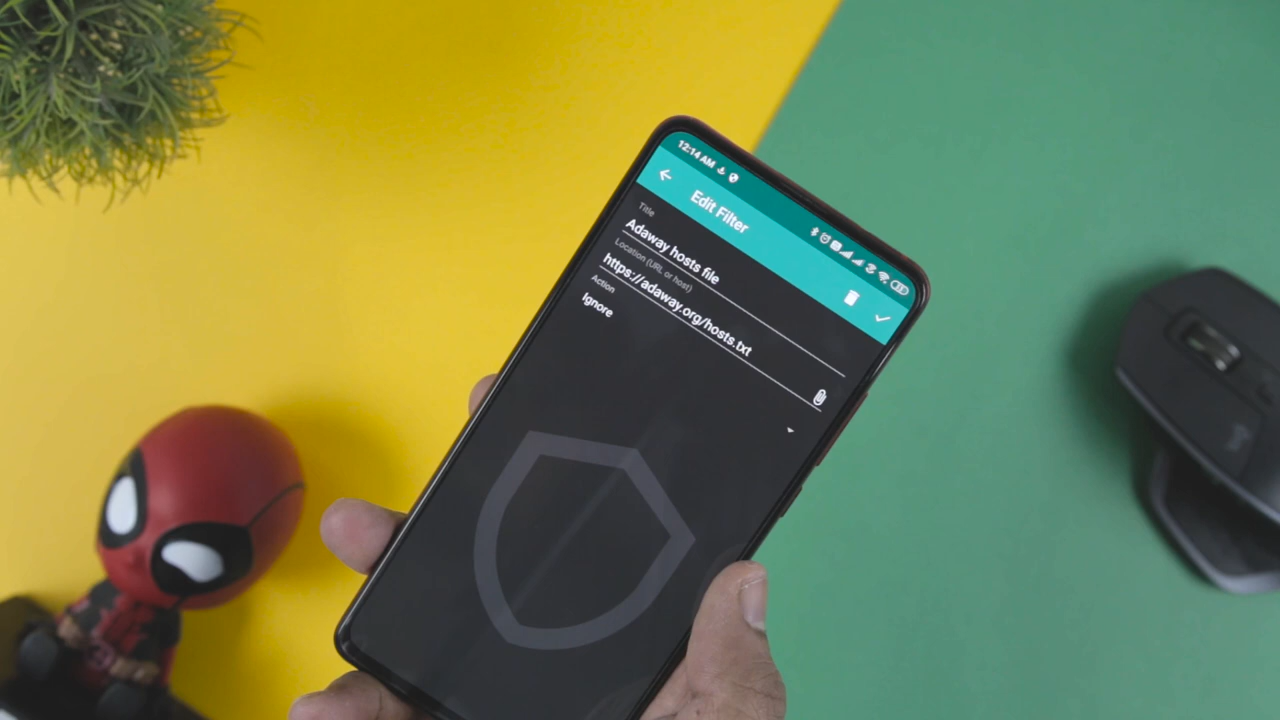 12:14 AM
Edit Filter
Title
Adaway hosts file
Location (URL or host)
https://adaway.org/hosts.txt
Action
Ignore